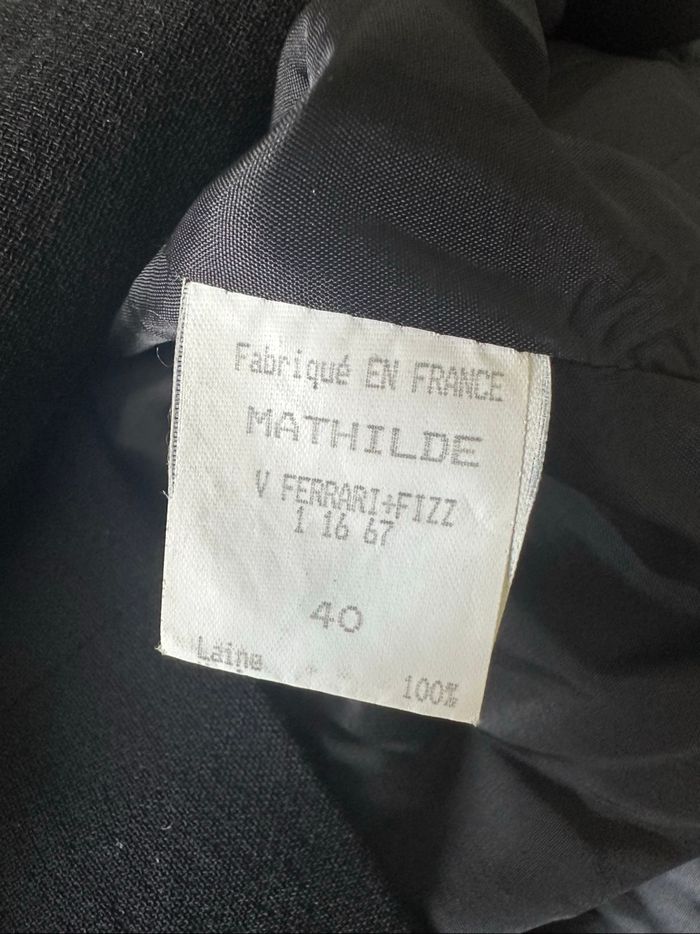 Fabriqué EN FRANCE
MATHILDE
V FERRARI+FIZZ
1 16 67
40
Laine
100%